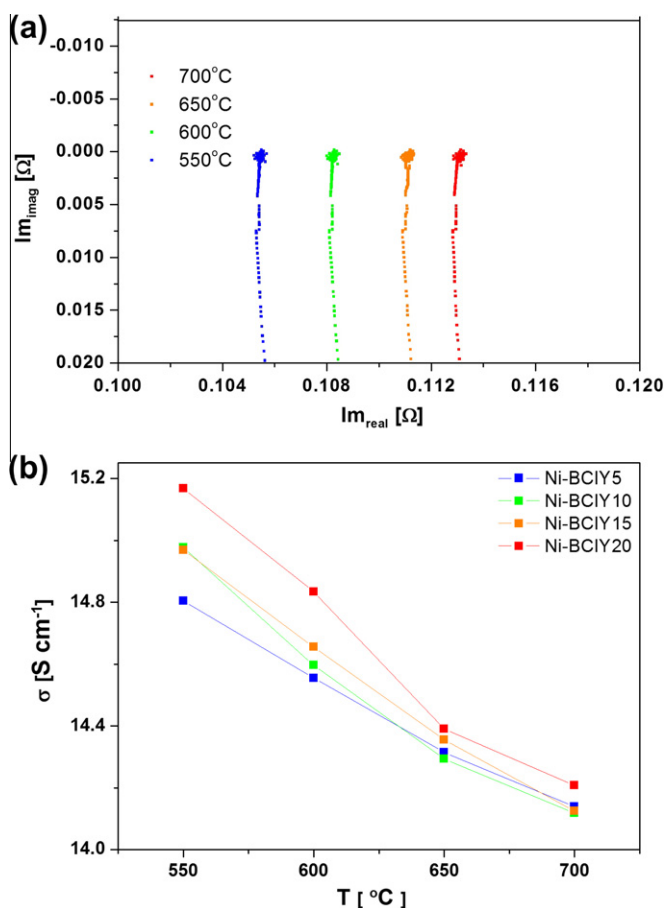 (a)
-0.010
-0.005
0.000
0.005
0.010
0.015
0.020
Im_Imag [Ω]
700°C
650°C
600°C
550°C
0.100 0.104 0.108 0.112 0.116 0.120
Im_real [Ω]
(b)
15.2
14.8
14.4
14.0
σ [S cm⁻¹]
Ni-BCIY5
Ni-BCIY10
Ni-BCIY15
Ni-BCIY20
550 600 650 700
T [ °C]